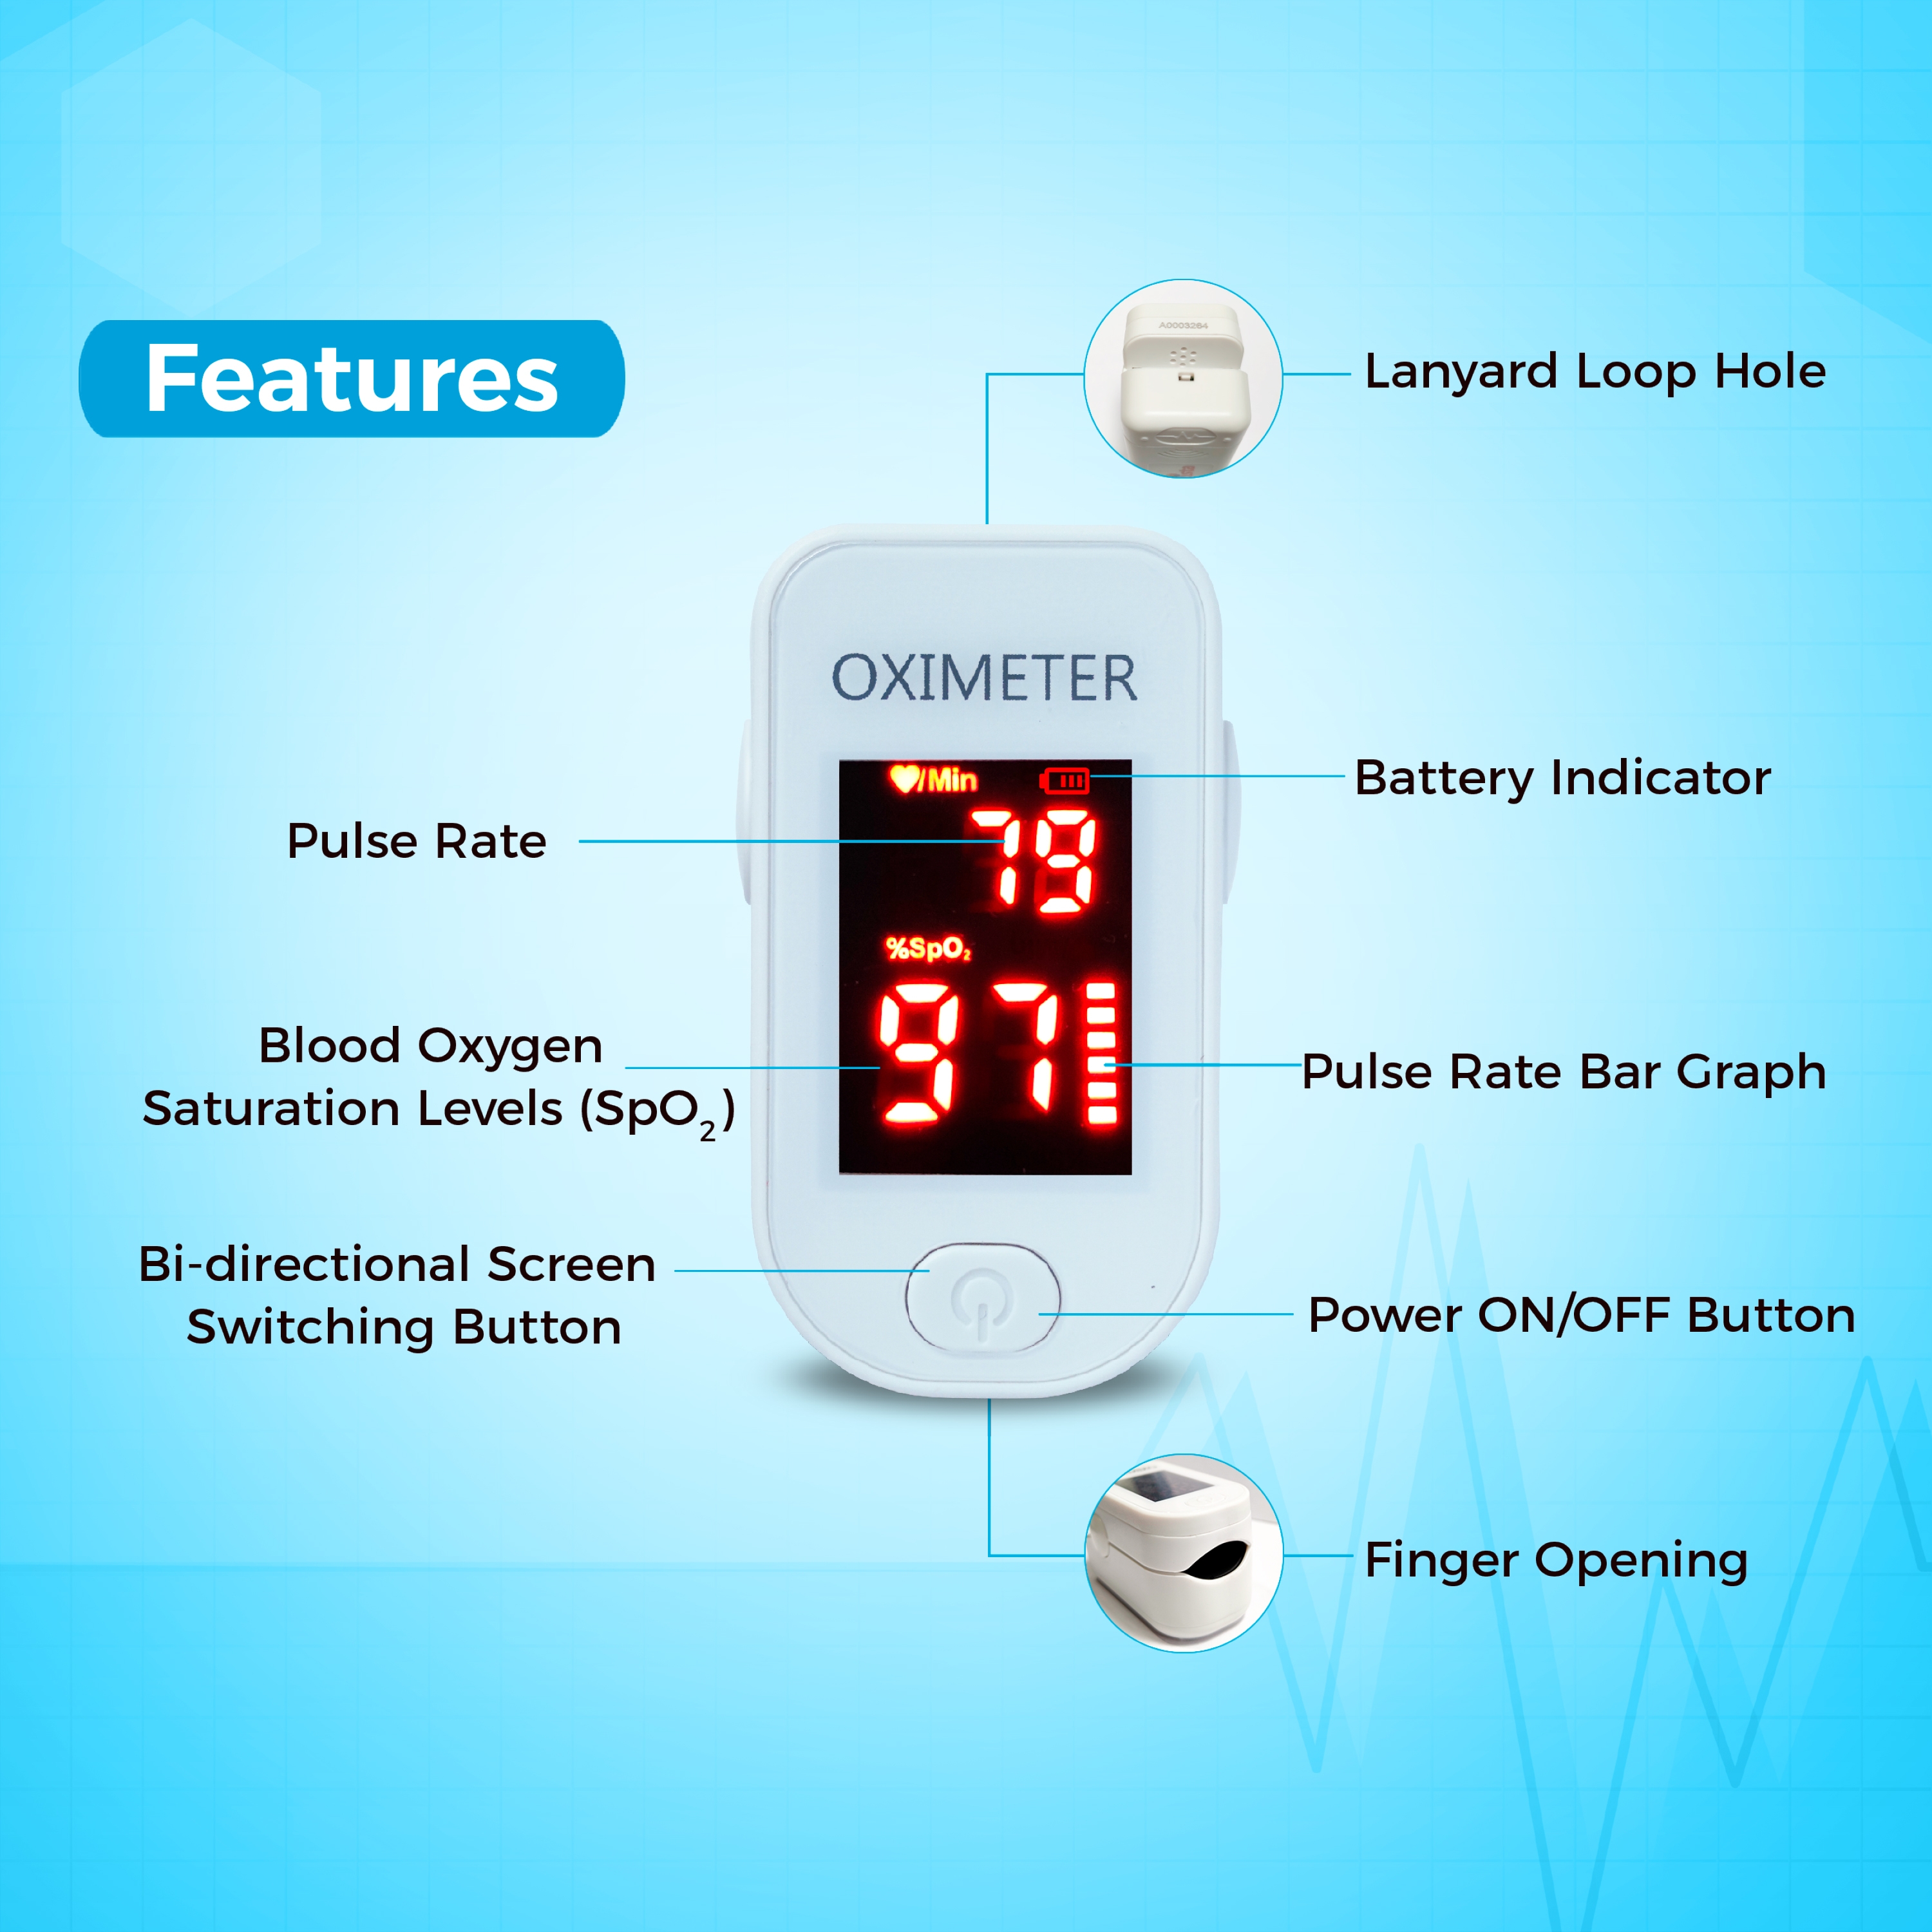 Features
A0003264
Lanyard Loop Hole
OXIMETER
/Min
Battery Indicator
79
Pulse Rate
%SpO₂
97
Blood Oxygen
Saturation Levels (SpO₂)
Pulse Rate Bar Graph
Bi-directional Screen
Switching Button
Power ON/OFF Button
Finger Opening